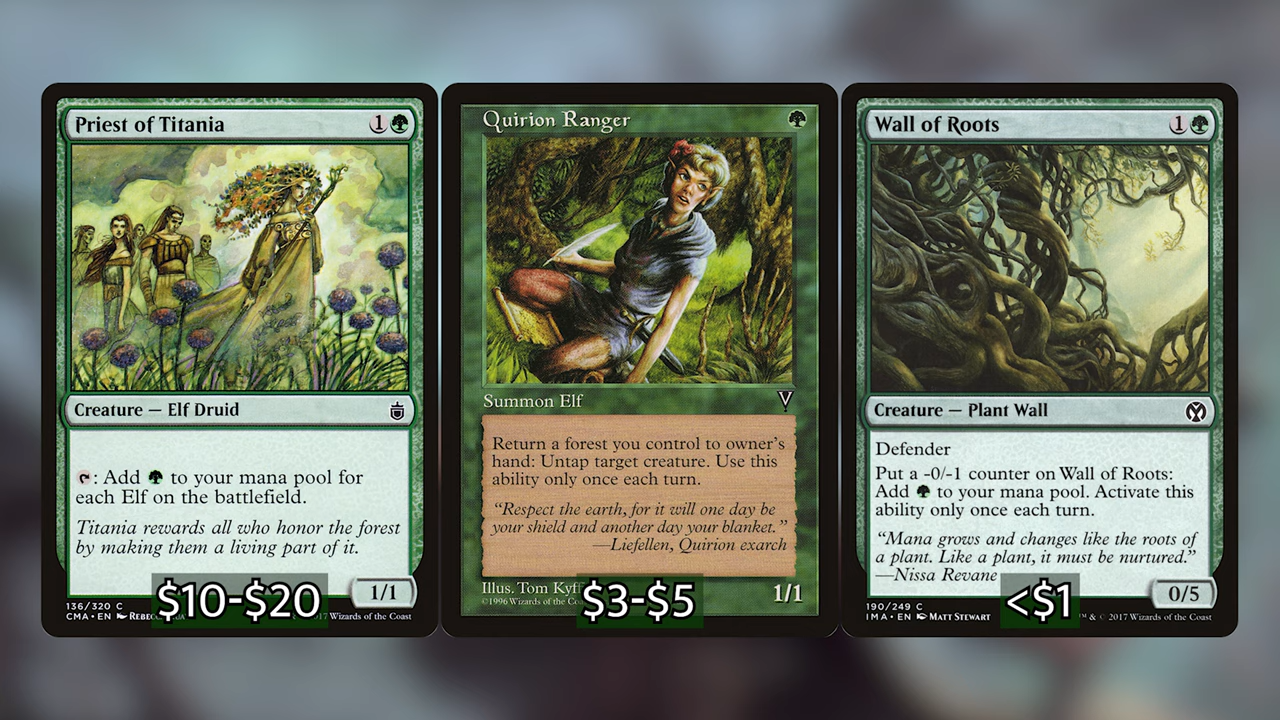 Priest of Titania 1
Creature — Elf Druid
: Add to your mana pool for
each Elf on the battlefield.
Titania rewards all who honor the forest
by making them a living part of it.
1/1
136/320 C
CMA • EN
Wizards of the Coast
$10-$20
Quirion Ranger
Summon Elf
Return a forest you control to owner's
hand: Untap target creature. Use this
ability only once each turn.
“Respect the earth, for it will one day be
your shield and another day your blanket.”
—Liefellen, Quirion exarch
Illus. Tom
1/1
©1996 Wizards of the
$3-$5
Wall of Roots 1
Creature — Plant Wall
Defender
Put a -0/-1 counter on Wall of Roots:
Add to your mana pool. Activate this
ability only once each turn.
“Mana grows and changes like the roots of
a plant. Like a plant, it must be nurtured.”
—Nissa Revane
0/5
190/249 C
IMA • EN MATT STEWART
™ & © 2017 Wizards of the Coast
<$1